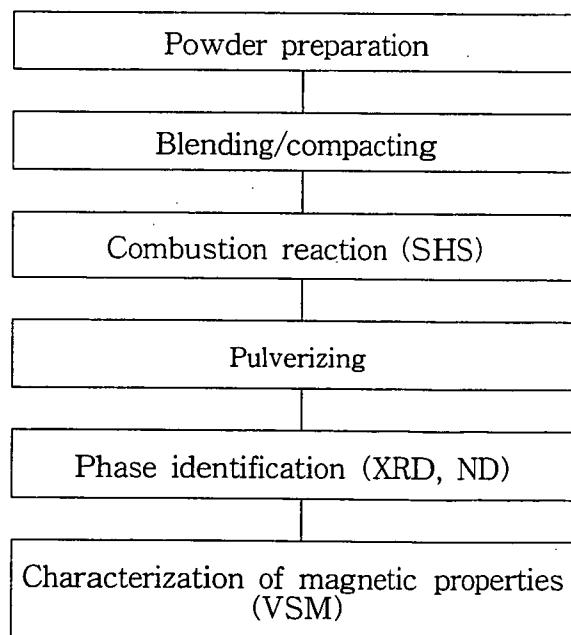 Powder preparation
Blending/compacting
Combustion reaction (SHS)
Pulverizing
Phase identification (XRD, ND)
Characterization of magnetic properties
(VSM)